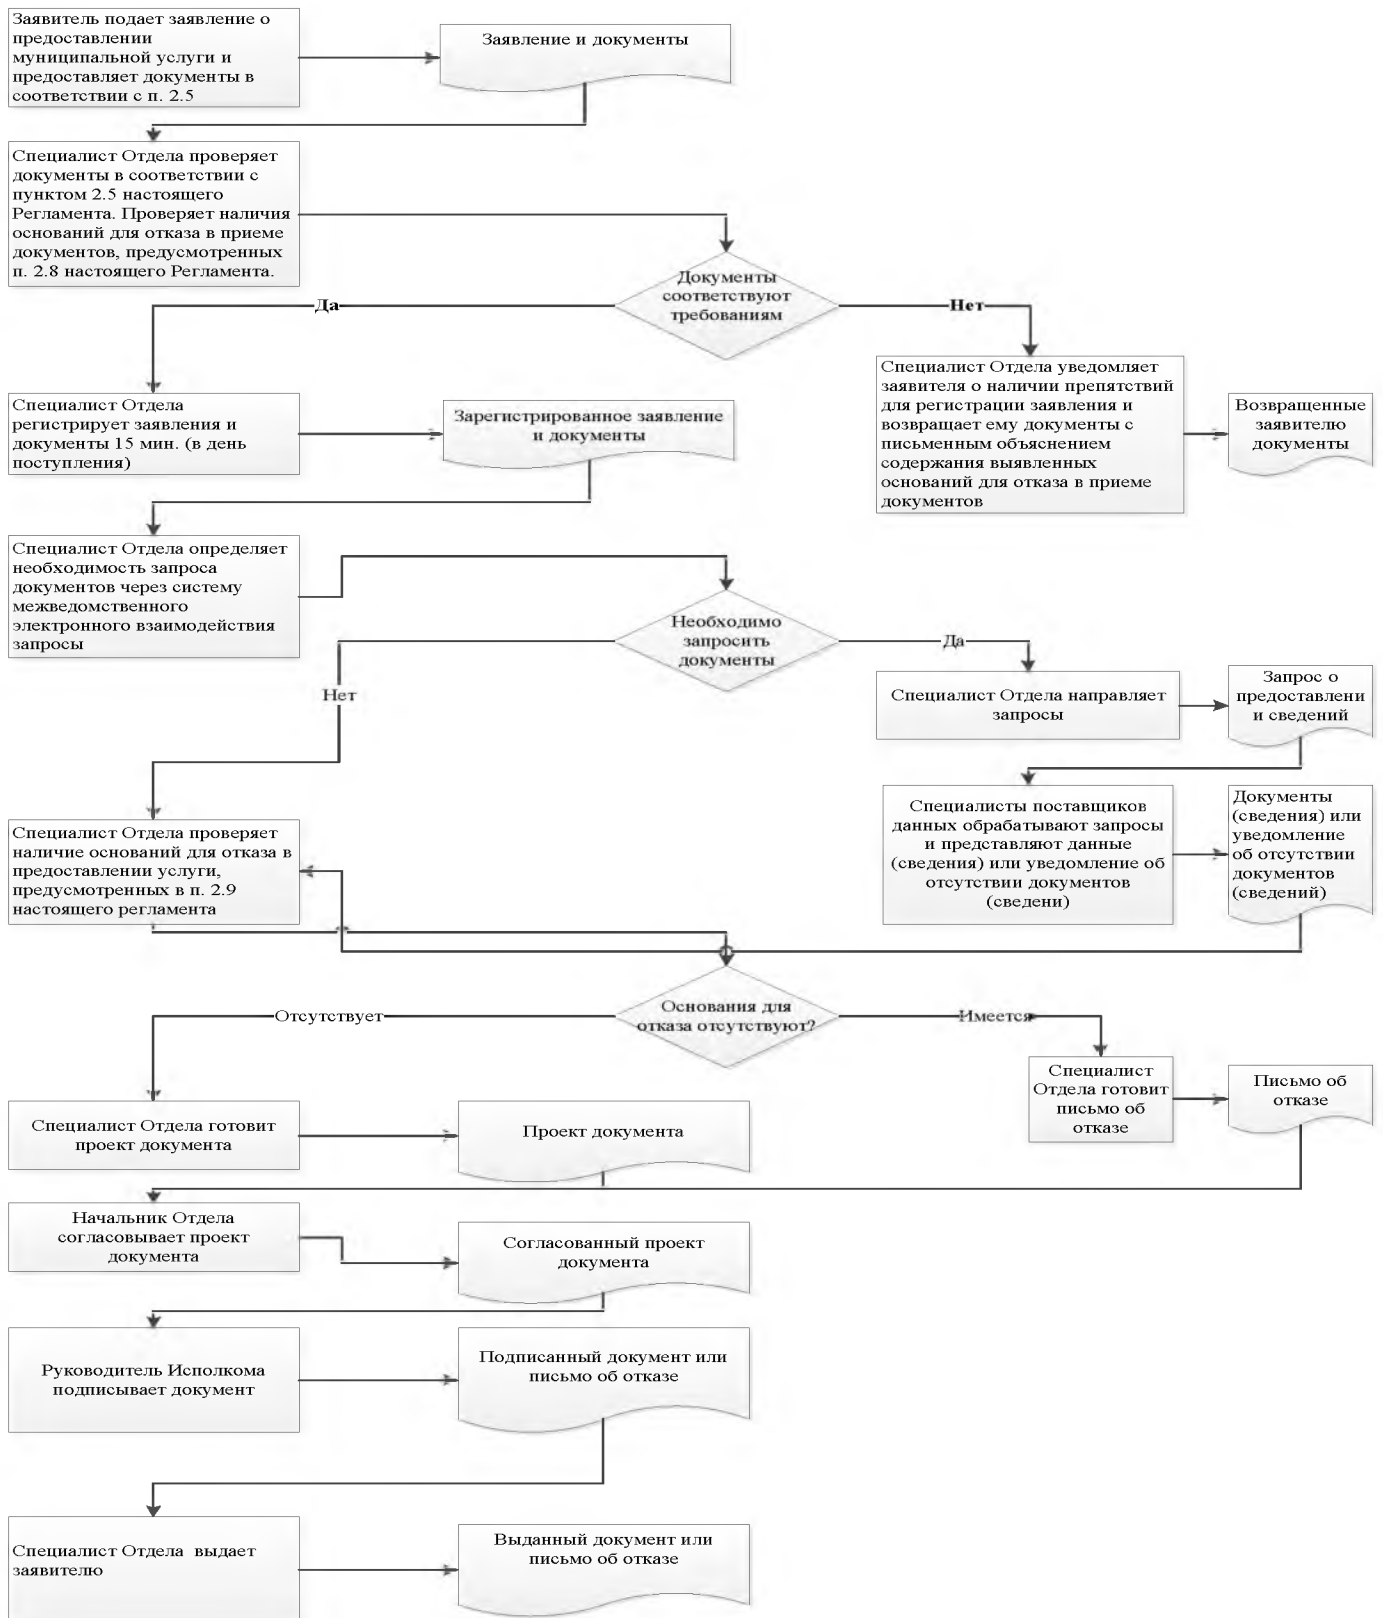 Заявитель подает заявление о
предоставлении
муниципальной услуги и
предоставляет документы в
соответствии с п. 2.5
Заявление и документы
Специалист Отдела проверяет
документы в соответствии с
пунктом 2.5 настоящего
Регламента. Проверяет наличия
оснований для отказа в приеме
документов, предусмотренных
п. 2.8 настоящего Регламента.
Документы
соответствуют
требованиям
Да
Нет
Специалист Отдела
регистрирует заявления и
документы 15 мин. (в день
поступления)
Зарегистрированное заявление
и документы
Специалист Отдела уведомляет
заявителя о наличии препятствий
для регистрации заявления и
возвращает ему документы с
письменным объяснением
содержания выявленных
оснований для отказа в приеме
документов
Возвращенные
заявителю
документы
Специалист Отдела определяет
необходимость запроса
документов через систему
межведомственного
электронного взаимодействия
запросы
Необходимо
запросить
документы
Да
Нет
Специалист Отдела направляет
запросы
Запрос о
предоставлени
и сведений
Специалисты поставщиков
данных обрабатывают запросы
и представляют данные
(сведения) или уведомление об
отсутствии документов
(сведени)
Документы
(сведения) или
уведомление
об отсутствии
документов
(сведений)
Специалист Отдела проверяет
наличие оснований для отказа в
предоставлении услуги,
предусмотренных в п. 2.9
настоящего регламента
Основания для
отказа отсутствуют?
Отсутствует
Имеется
Специалист
Отдела готовит
письмо об
отказе
Письмо об
отказе
Специалист Отдела готовит
проект документа
Проект документа
Начальник Отдела
согласовывает проект
документа
Согласованный проект
документа
Руководитель Исполкома
подписывает документ
Подписанный документ или
письмо об отказе
Специалист Отдела  выдает
заявителю
Выданный документ или
письмо об отказе